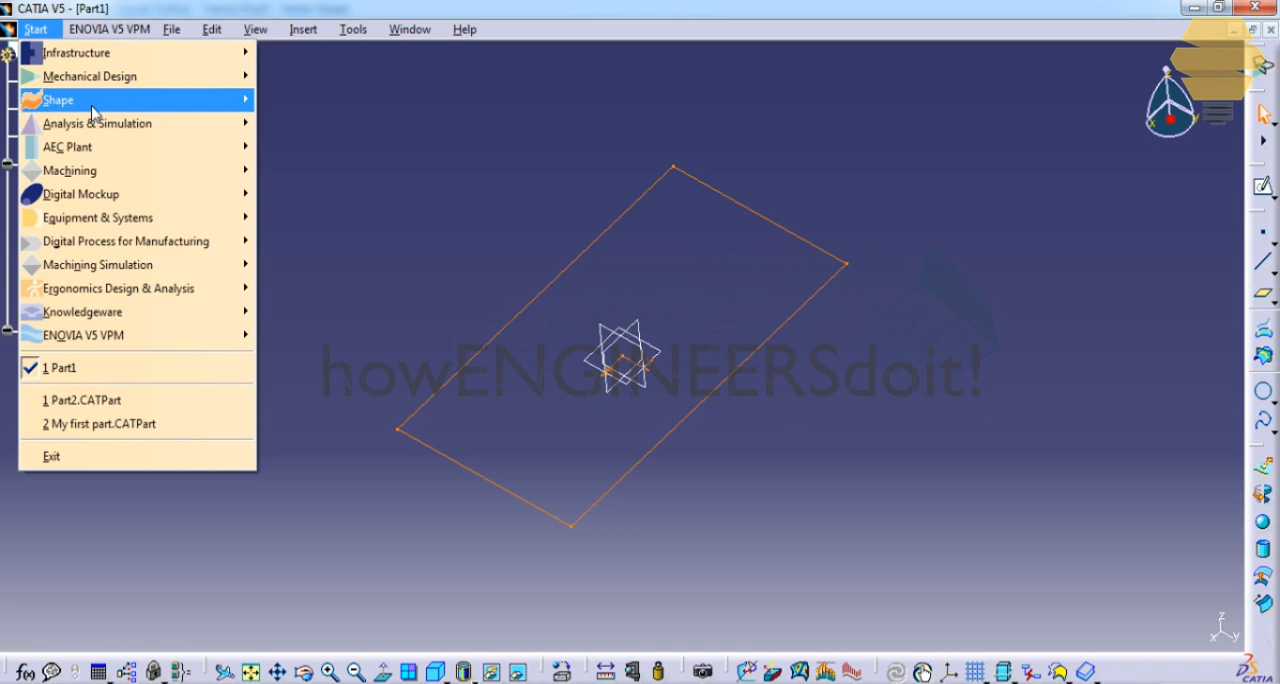 CATIA V5 - [Part1]
Start ENOVIA V5 VPM File Edit View Insert Tools Window Help
Infrastructure
Mechanical Design
Shape
Analysis & Simulation
AEC Plant
Machining
Digital Mockup
Equipment & Systems
Digital Process for Manufacturing
Machining Simulation
Ergonomics Design & Analysis
Knowledgeware
ENOVIA V5 VPM
1 Part1
1 Part2.CATPart
2 My first part.CATPart
Exit
howENGINEERSdoit!
x y
z
x y
f(x)
CATIA